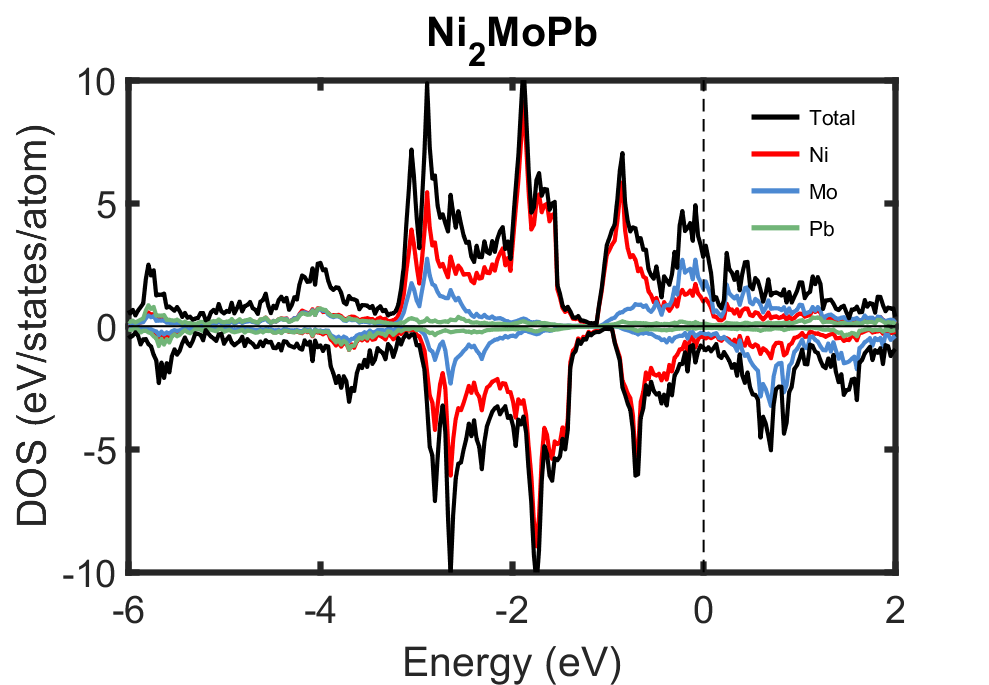 Ni₂MoPb
10
5
0
-5
-10
DOS (eV/states/atom)
Total
Ni
Mo
Pb
-6 -4 -2 0 2
Energy (eV)